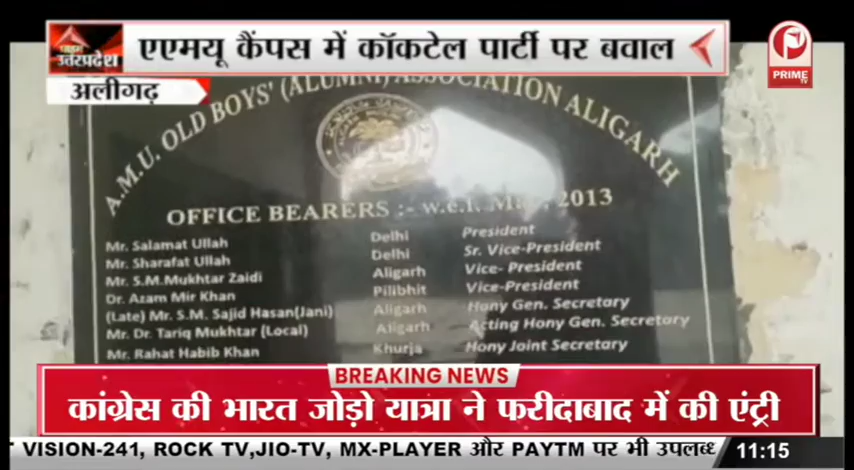 प्राइम
उत्तरप्रदेश
एएमयू कैंपस में कॉकटेल पार्टी पर बवाल
PRIME
TV
अलीगढ़
A.M.U. OLD BOYS' (ALUMNI) ASSOCIATION ALIGARH
OFFICE BEARERS :- w.e.f. 2013
Mr. Salamat Ullah Delhi President
Mr. Sharafat Ullah Delhi Sr. Vice-President
Mr. S.M.Mukhtar Zaidi Aligarh Vice- President
Dr. Azam Mir Khan Pilibhit Vice-President
(Late) Mr. S.M. Sajid Hasan(Jani) Aligarh Hony Gen. Secretary
Mr. Dr. Tariq Mukhtar (Local) Aligarh Acting Hony Gen. Secretary
Mr. Rahat Habib Khan Khurja Hony Joint Secretary
BREAKING NEWS
कांग्रेस की भारत जोड़ो यात्रा ने फरीदाबाद में की एंट्री
VISION-241, ROCK TV,JIO-TV, MX-PLAYER और PAYTM पर भी उपलब्ध
11:15